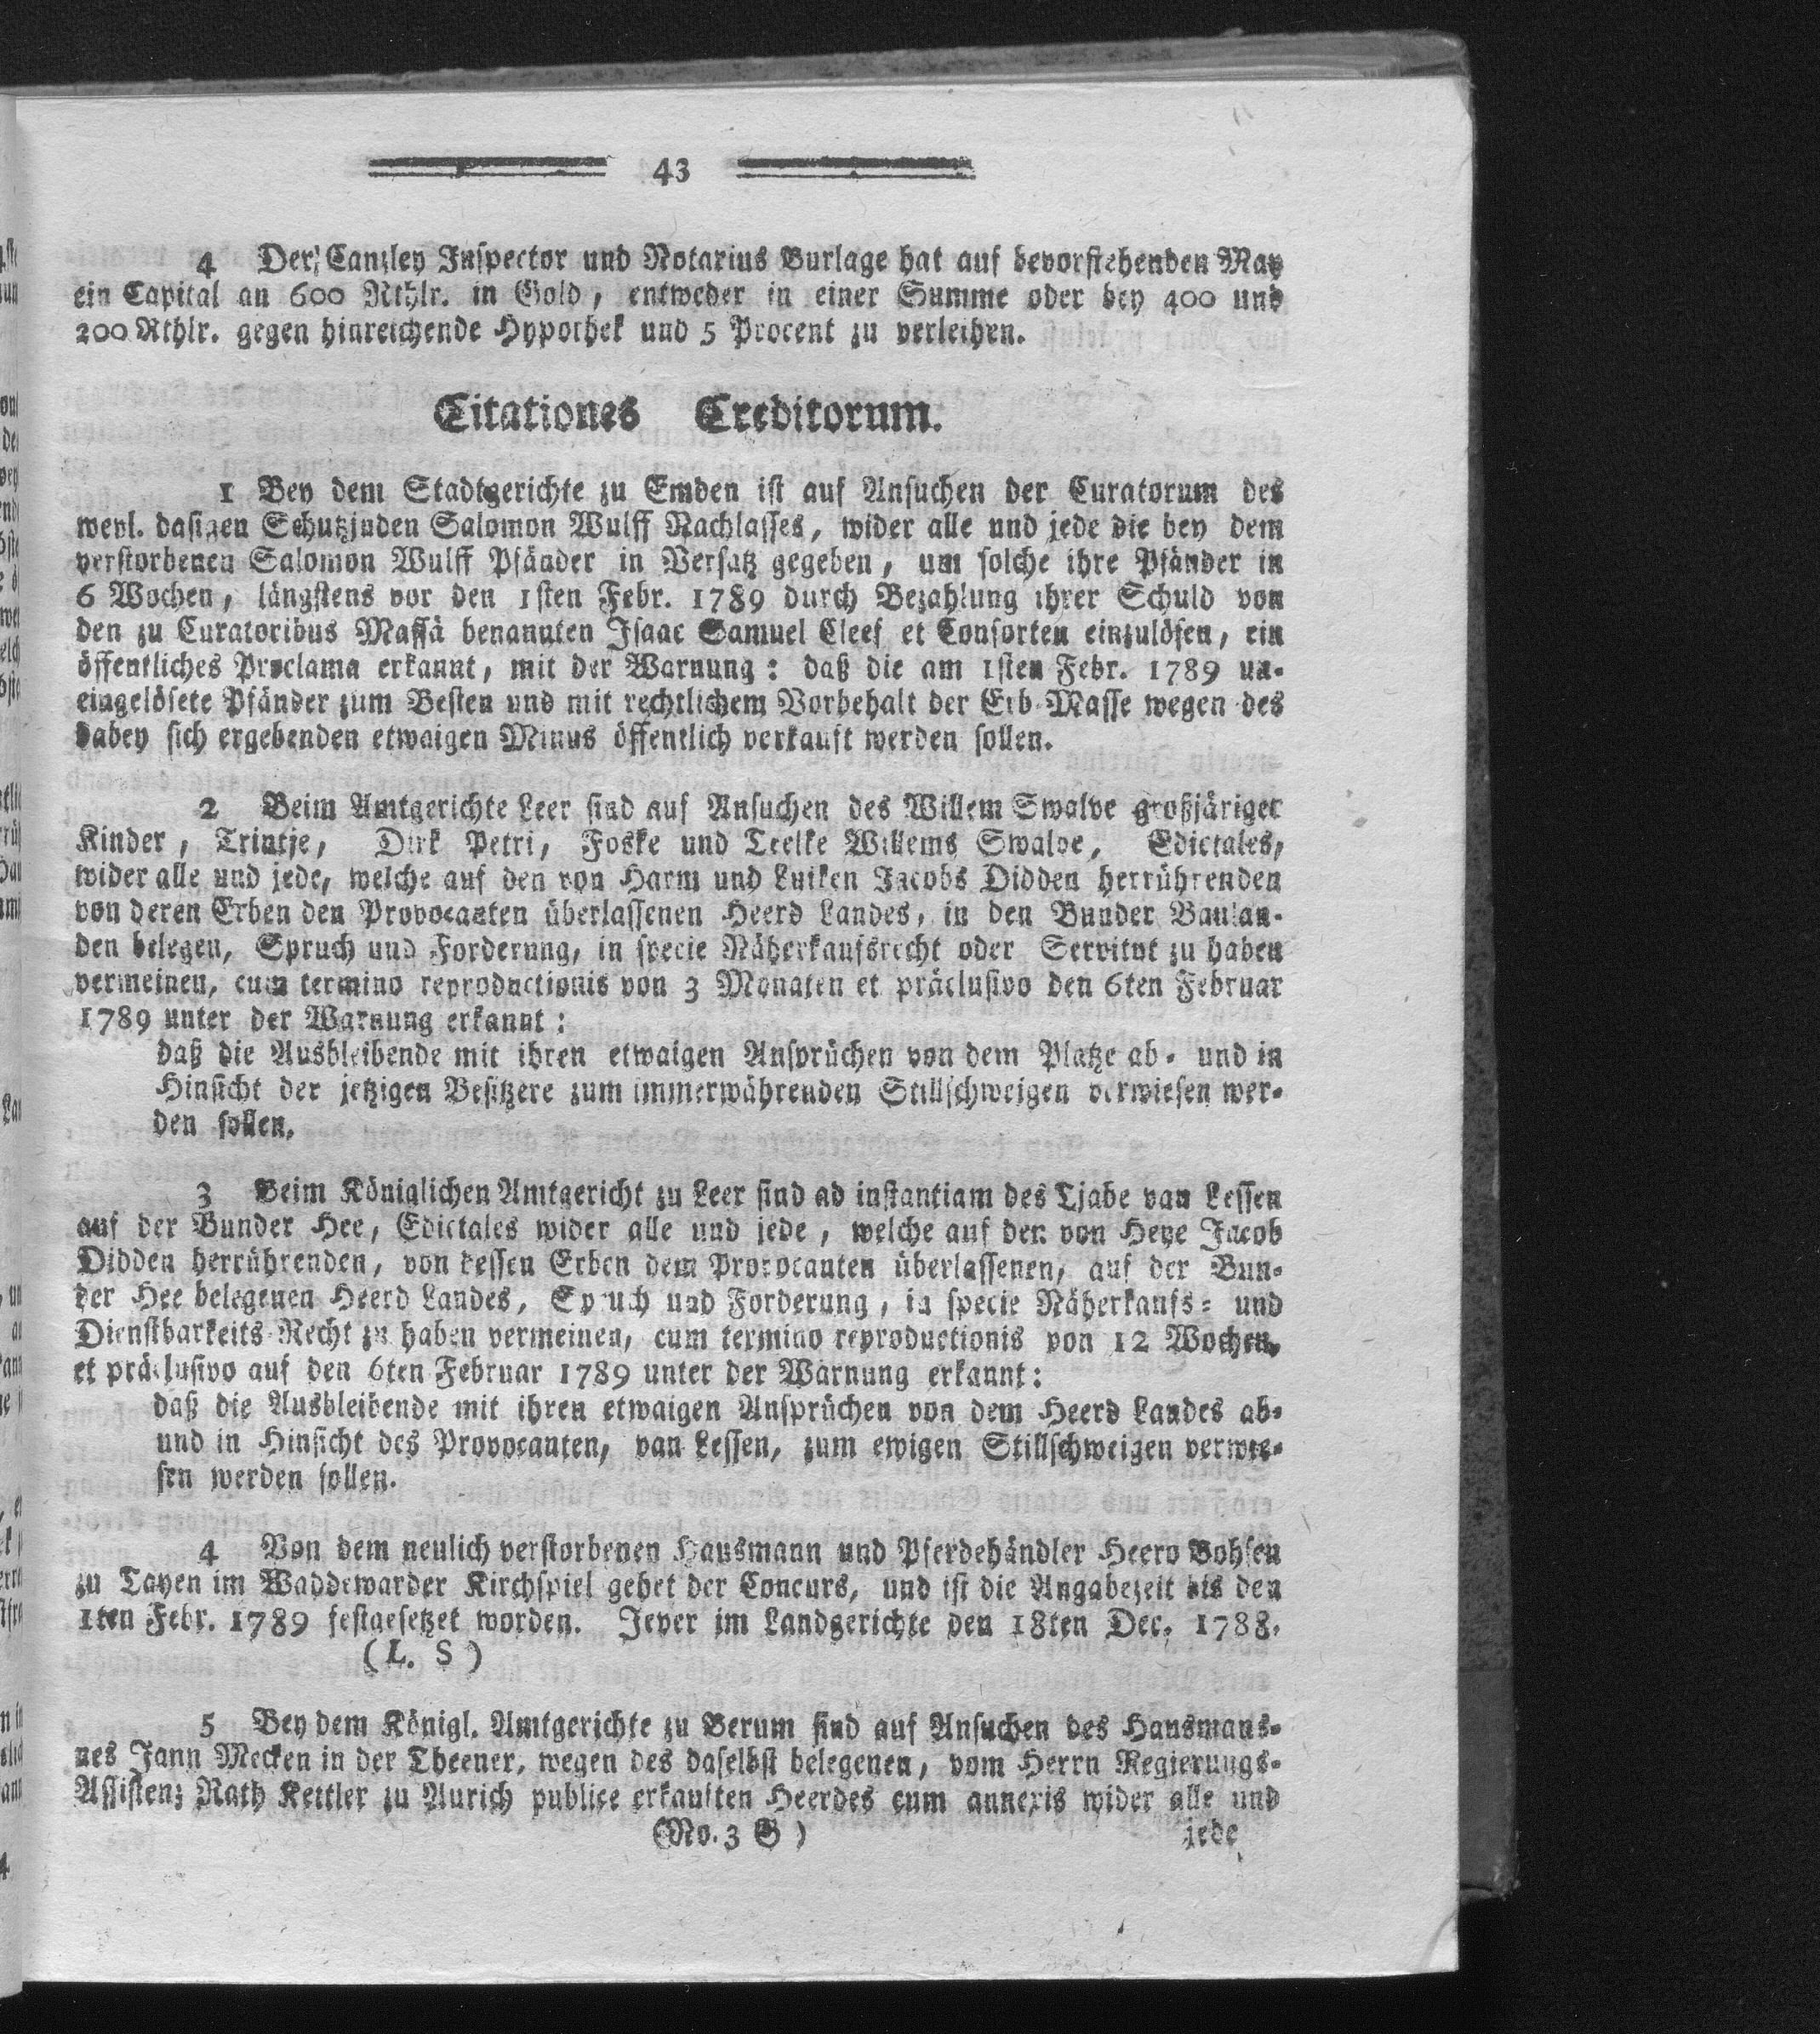 43
4 Der Canzley Inspector und Notarius Burlage hat auf bevorstehenden May
ein Capital an 600 Rthlr. in Gold, entweder in einer Summe oder bey 400 und
200 Rthlr. gegen hinreichende Hypothek und 5 Procent zu verleihen.
Citationes Creditorum.
1 Bey dem Stadtgerichte zu Emden ist auf Ansuchen der Curatorum des
weyl. dasigen Schutzjuden Salomon Wulff Nachlasses, wider alle und jede die bey dem
verstorbenen Salomon Wulff Pfänder in Versatz gegeben, um solche ihre Pfänder in
6 Wochen, längstens vor den 1sten Febr. 1789 durch Bezahlung ihrer Schuld von
den zu Curatoribus Massä benannten Isaac Samuel Cleef et Consorten einzulösen, ein
öffentliches Proclama erkannt, mit der Warnung: daß die am 1sten Febr. 1789 un-
eingelösete Pfänder zum Besten und mit rechtlichem Vorbehalt der Erb-Masse wegen des
dabey sich ergebenden etwaigen Minus öffentlich verkauft werden sollen.
2 Beim Amtgerichte Leer sind auf Ansuchen des Willem Swalve großjäriger
Kinder, Trintje, Dirk Petri, Foske und Teelke Willems Swalve, Edictales,
wider alle und jede, welche auf den von Harm und Luiken Jacobs Didden herrührenden
von deren Erben den Provocanten überlassenen Heerd Landes, in den Bunder Baulan-
den belegen, Spruch und Forderung, in specie Näherkaufsrecht oder Servitut zu haben
vermeinen, cum termino reproductionis von 3 Monaten et präclusivo den 6ten Februar
1789 unter der Warnung erkannt:
daß die Ausbleibende mit ihren etwaigen Ansprüchen von dem Platze ab- und in
Hinsicht der jetzigen Besitzere zum immerwährenden Stillschweigen verwiesen wer-
den sollen.
3 Beim Königlichen Amtgericht zu Leer sind ad instantiam des Tjabe van Lessen
auf der Bunder Hee, Edictales wider alle und jede, welche auf den von Heye Jacob
Didden herrührenden, von dessen Erben dem Provocanten überlassenen, auf der Bun-
der Hee belegenen Heerd Landes, Spruch und Forderung, in specie Näherkaufs- und
Dienstbarkeits-Recht zu haben vermeinen, cum termino reproductionis von 12 Wochen,
et präclusivo auf den 6ten Februar 1789 unter der Warnung erkannt:
daß die Ausbleibende mit ihren etwaigen Ansprüchen von dem Heerd Landes ab-
und in Hinsicht des Provocanten, van Lessen, zum ewigen Stillschweigen verwie-
sen werden sollen.
4 Von dem neulich verstorbenen Hausmann und Pferdehändler Heero Bohsen
zu Tayen im Waddewarder Kirchspiel gehet der Concurs, und ist die Angabezeit bis den
1ten Febr. 1789 festgesetzet worden. Jever im Landgerichte den 18ten Dec. 1788.
(L. S)
5 Bey dem Königl. Amtgerichte zu Berum sind auf Ansuchen des Hausmans-
nes Jann Mecken in der Theener, wegen des daselbst belegenen, vom Herrn Regierungs-
Assistenz Rath Kettler zu Aurich publice erkauften Heerdes cum annexis wider alle und
(No. 3 G)
jede